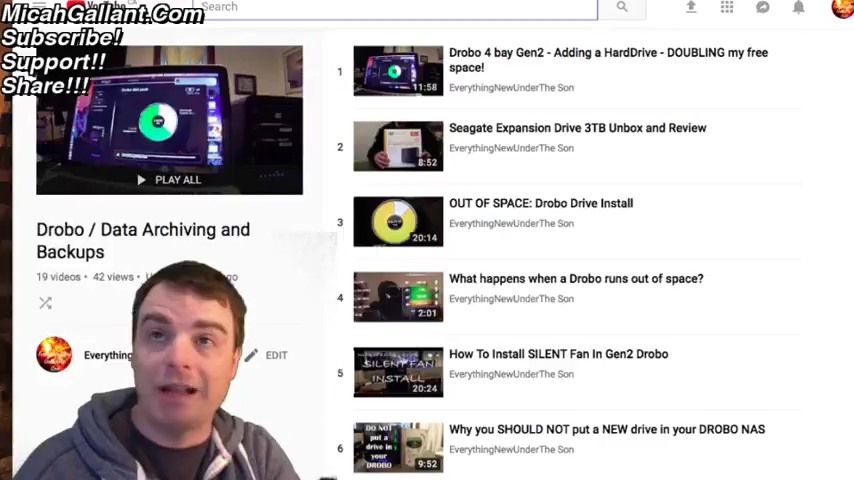 MicahGallant.Com
Subscribe!
Support!!
Share!!!
YouTube
Search
PLAY ALL
Drobo / Data Archiving and
Backups
19 videos • 42 views •
EDIT
1
11:58
Drobo 4 bay Gen2 - Adding a HardDrive - DOUBLING my free
space!
EverythingNewUnderThe Son
2
8:52
Seagate Expansion Drive 3TB Unbox and Review
EverythingNewUnderThe Son
3
20:14
OUT OF SPACE: Drobo Drive Install
EverythingNewUnderThe Son
4
2:01
What happens when a Drobo runs out of space?
EverythingNewUnderThe Son
5
SILENT FAN
INSTALL
20:24
How To Install SILENT Fan In Gen2 Drobo
EverythingNewUnderThe Son
6
DO NOT
put a
drive in
your
DROBO
9:52
Why you SHOULD NOT put a NEW drive in your DROBO NAS
EverythingNewUnderThe Son